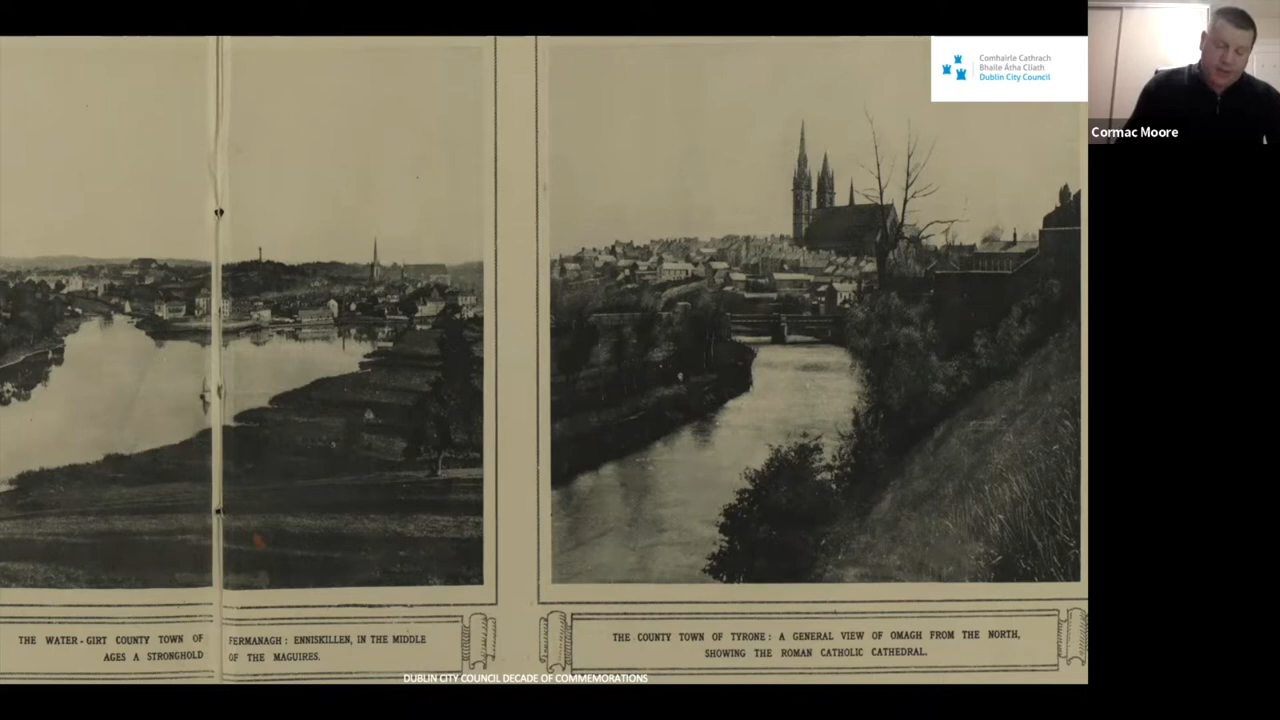 Comhairle Cathrach
Bhaile Átha Cliath
Dublin City Council
Cormac Moore
THE WATER-GIRT COUNTY TOWN OF FERMANAGH: ENNISKILLEN, IN THE MIDDLE
AGES A STRONGHOLD OF THE MAGUIRES.
THE COUNTY TOWN OF TYRONE: A GENERAL VIEW OF OMAGH FROM THE NORTH,
SHOWING THE ROMAN CATHOLIC CATHEDRAL.
DUBLIN CITY COUNCIL DECADE OF COMMEMORATIONS